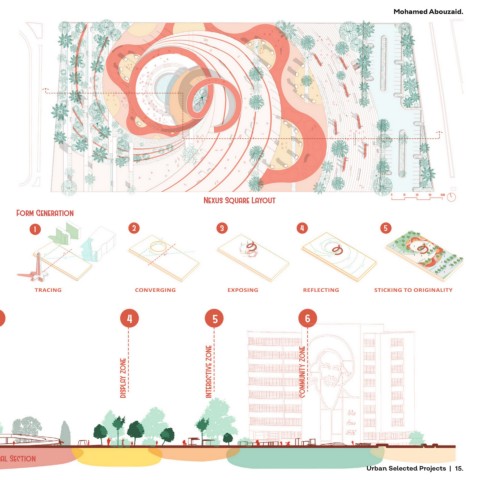 Mohamed Abouzaid.
NEXUS SQUARE LAYOUT
FORM GENERATION
1 2 3 4 5
TRACING CONVERGING EXPOSING REFLECTING STICKING TO ORIGINALITY
4 5 6
DISPLAY ZONE
INTERACTIVE ZONE
COMMUNITY ZONE
AL SECTION
Urban Selected Projects | 15.